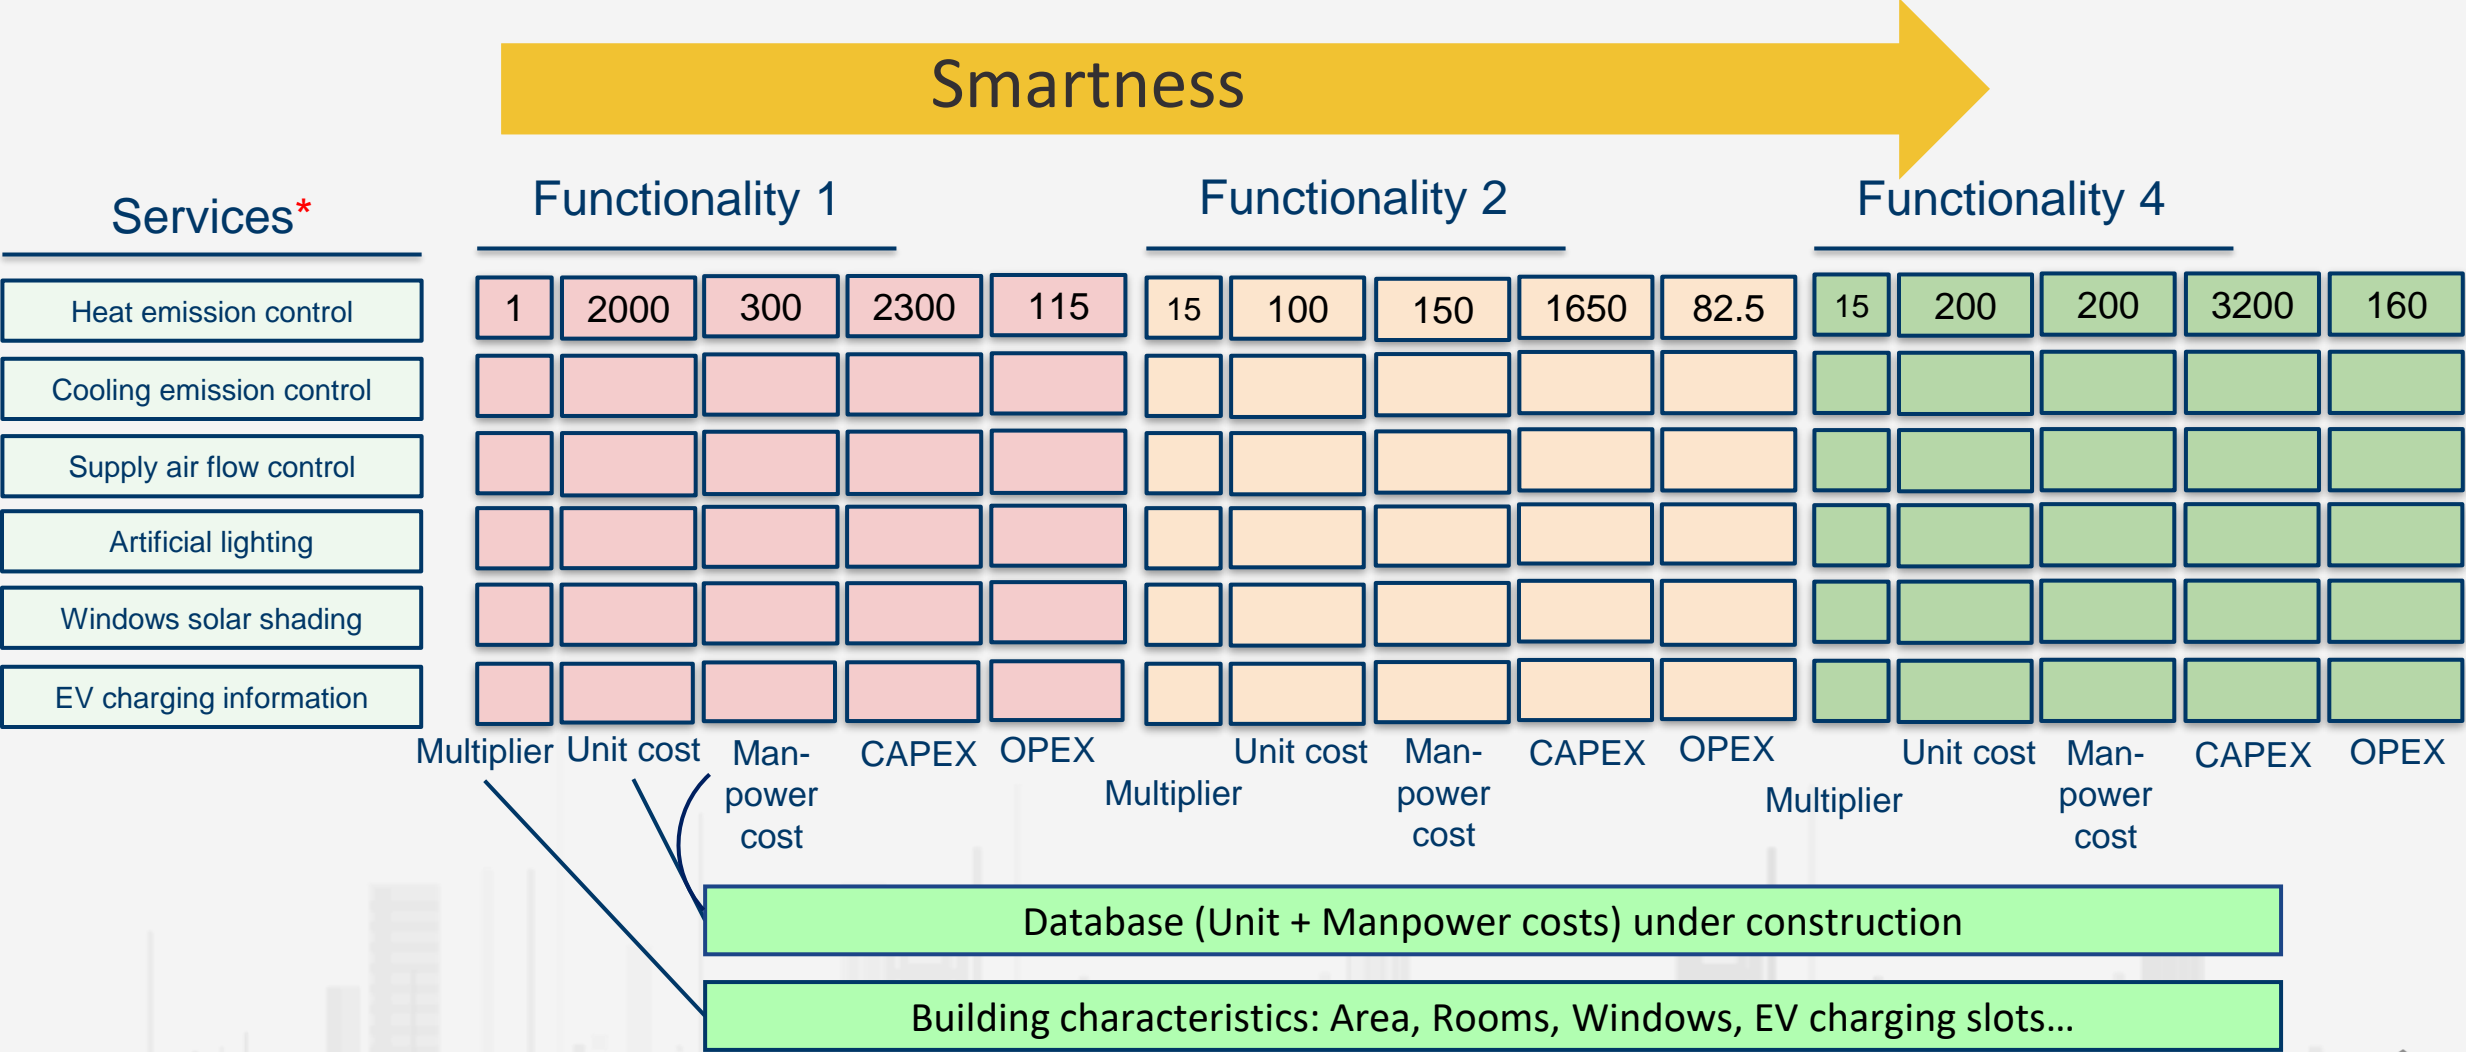 Smartness
Services*
Functionality 1
Functionality 2
Functionality 4
Heat emission control
1 2000 300 2300 115 15 100 150 1650 82.5 15 200 200 3200 160
Cooling emission control
Supply air flow control
Artificial lighting
Windows solar shading
EV charging information
Multiplier Unit cost Man-
power
cost
CAPEX OPEX
Multiplier
Unit cost Man-
power
cost
CAPEX OPEX
Multiplier
Unit cost Man-
power
cost
CAPEX OPEX
Database (Unit + Manpower costs) under construction
Building characteristics: Area, Rooms, Windows, EV charging slots...